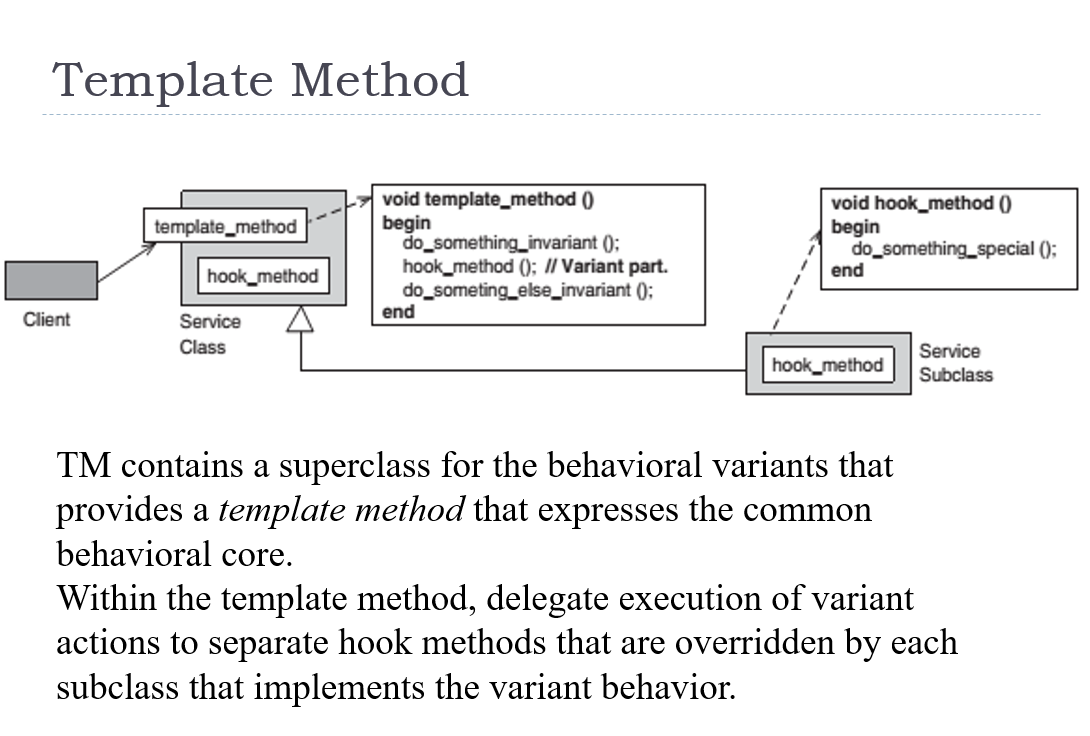 Template Method
template_method
hook_method
Client
Service
Class
void template_method ()
begin
do_something_invariant ();
hook_method (); // Variant part.
do_someting_else_invariant ();
end
void hook_method ()
begin
do_something_special ();
end
hook_method
Service
Subclass
TM contains a superclass for the behavioral variants that
provides a template method that expresses the common
behavioral core.
Within the template method, delegate execution of variant
actions to separate hook methods that are overridden by each
subclass that implements the variant behavior.